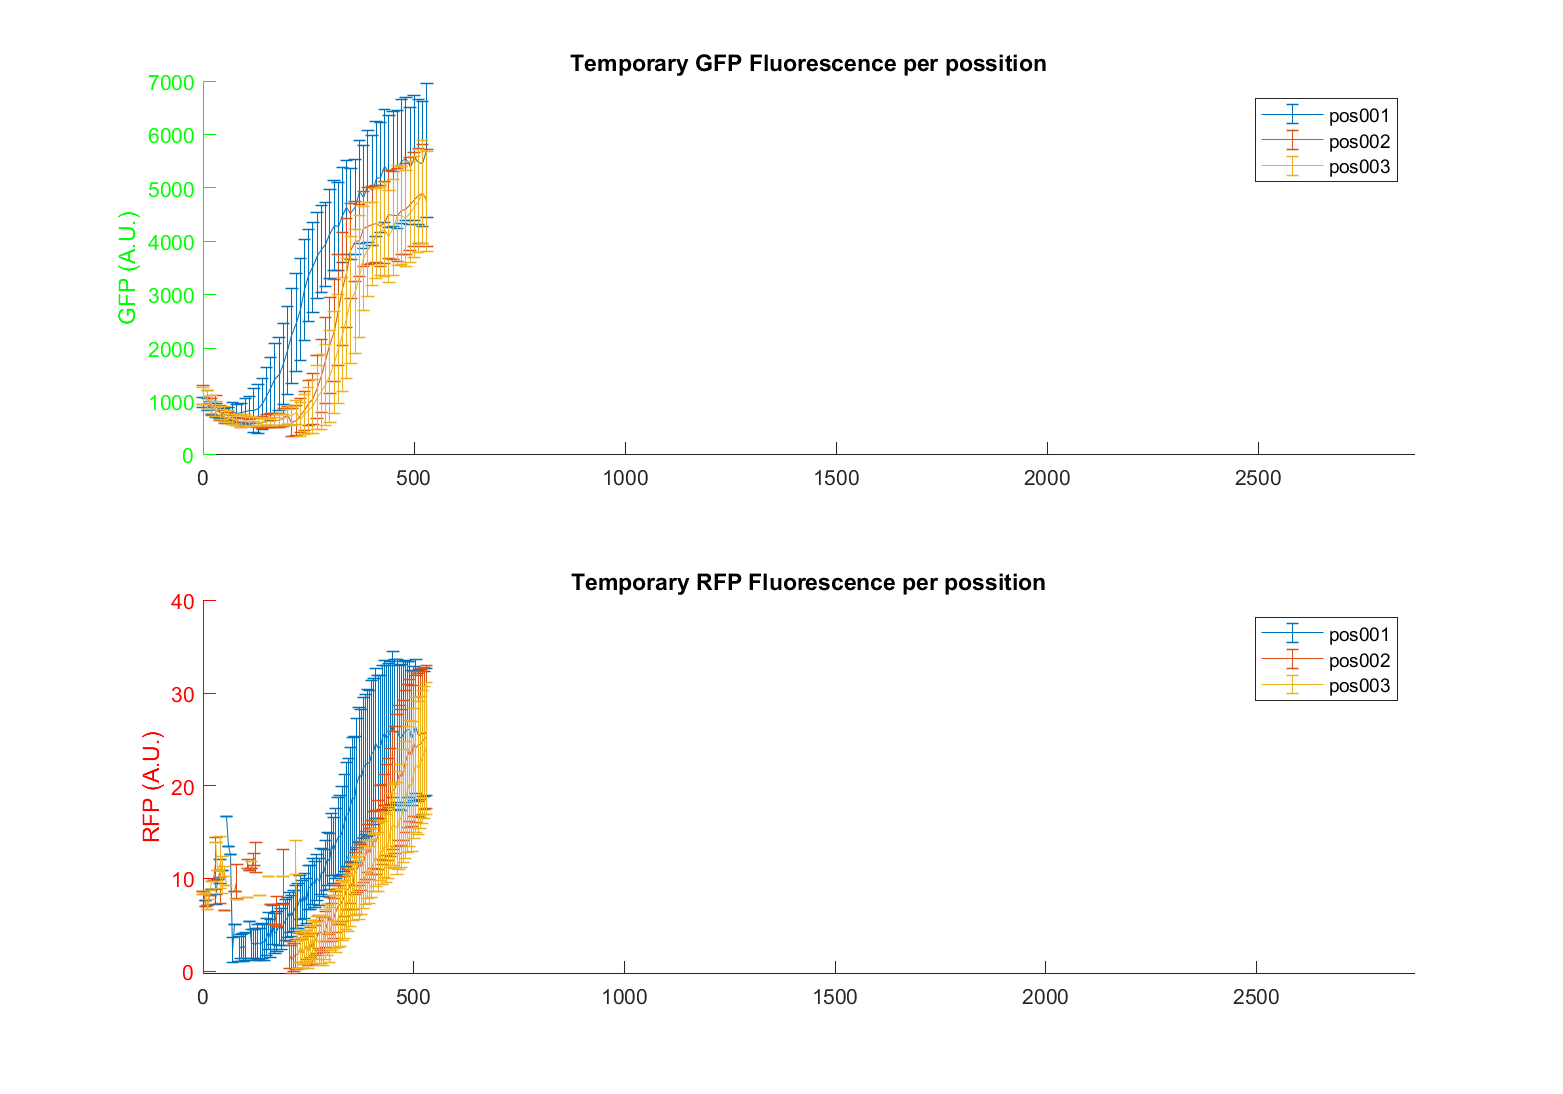 Temporary GFP Fluorescence per possition
7000
6000
5000
4000
3000
2000
1000
0
GFP (A.U.)
0 500 1000 1500 2000 2500
pos001
pos002
pos003
Temporary RFP Fluorescence per possition
40
30
20
10
0
RFP (A.U.)
0 500 1000 1500 2000 2500
pos001
pos002
pos003